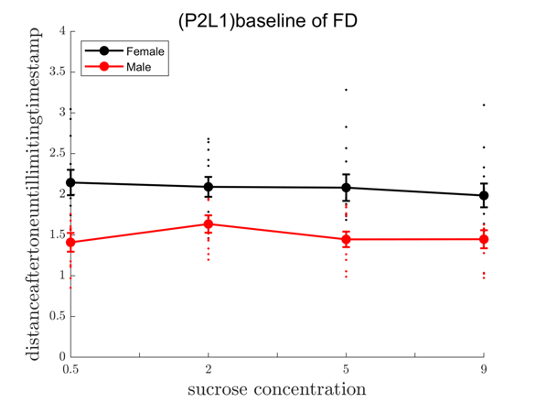 (P2L1)baseline of FD
Female
Male
distanceaftertoneuntillimitingtimestamp
4
3.5
3
2.5
2
1.5
1
0.5
0
0.5
2
5
9
sucrose concentration